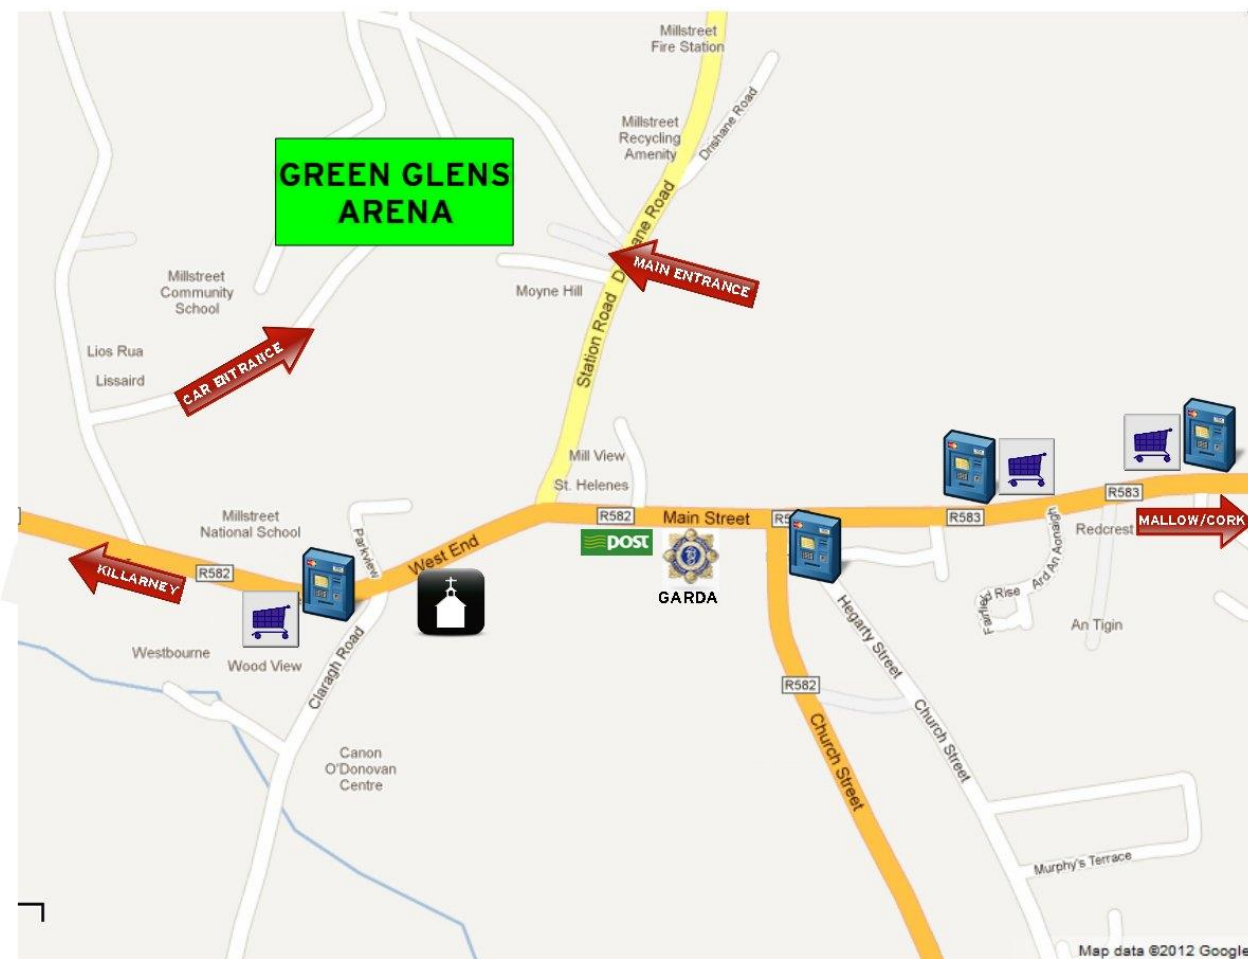 Millstreet
Fire Station
Millstreet
Recycling
Amenity
Drishane Road
GREEN GLENS
ARENA
ane Road
D
MAIN ENTRANCE
Millstreet
Community
School
Moyne Hill
Station Road
CAR ENTRANCE
Lios Rua
Lissaird
Mill View
St. Helenes
R583
R582
Main Street
R5
R583
Redcrest
MALLOW/CORK
Millstreet
National School
Parkview
West End
post
GARDA
KILLARNEY
R582
Ard An Aonaigh
Rise
An Tigin
Hegarty Street
Westbourne
Wood View
Claragh Road
R582
Church Street
Church Street
Canon
O'Donovan
Centre
Murphy's Terrace
Map data ©2012 Google